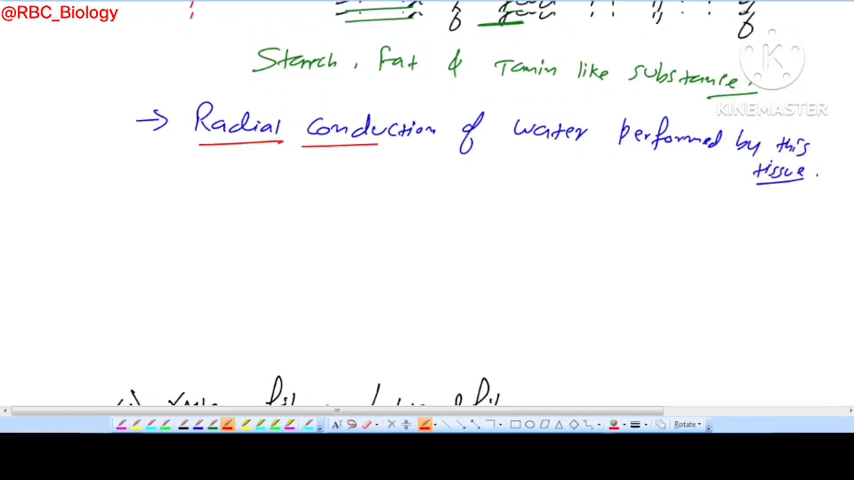 @RBC_Biology
Starch, Fat & Tanin like substance.
KINEMASTER
→ Radial conduction of water performed by this
tissue.
Rotate